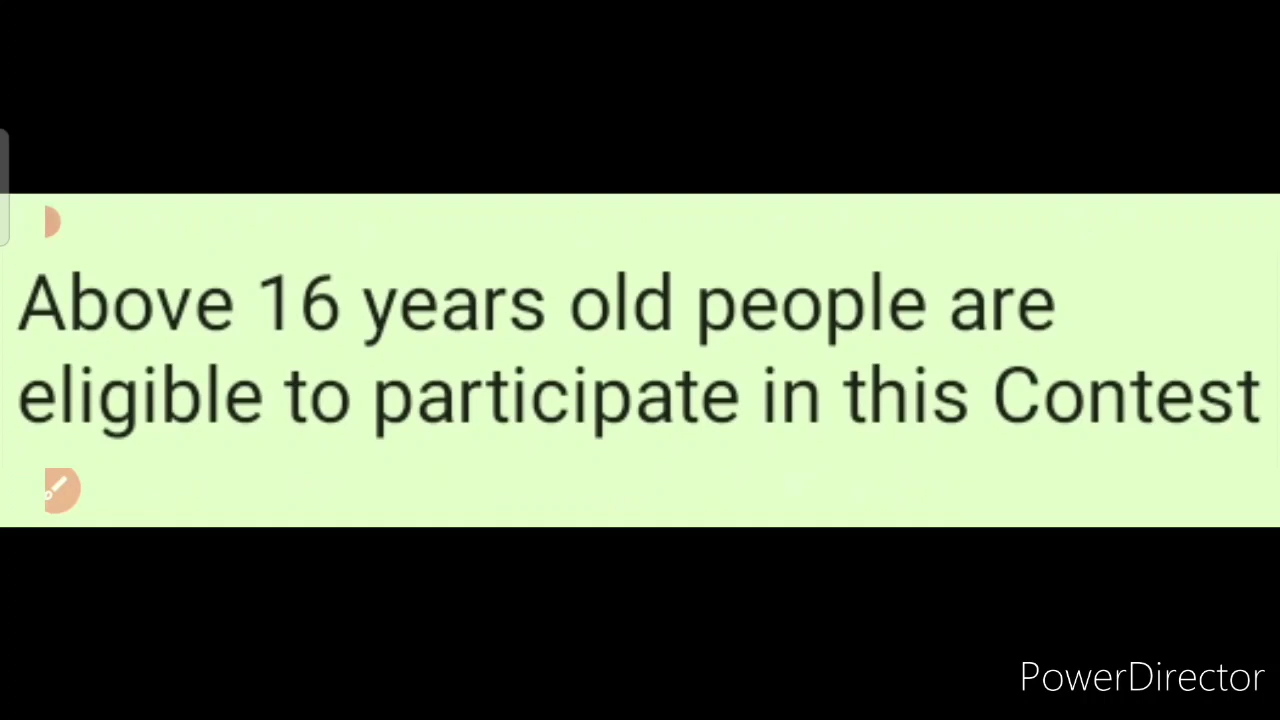 Above 16 years old people are
eligible to participate in this Contest
PowerDirector